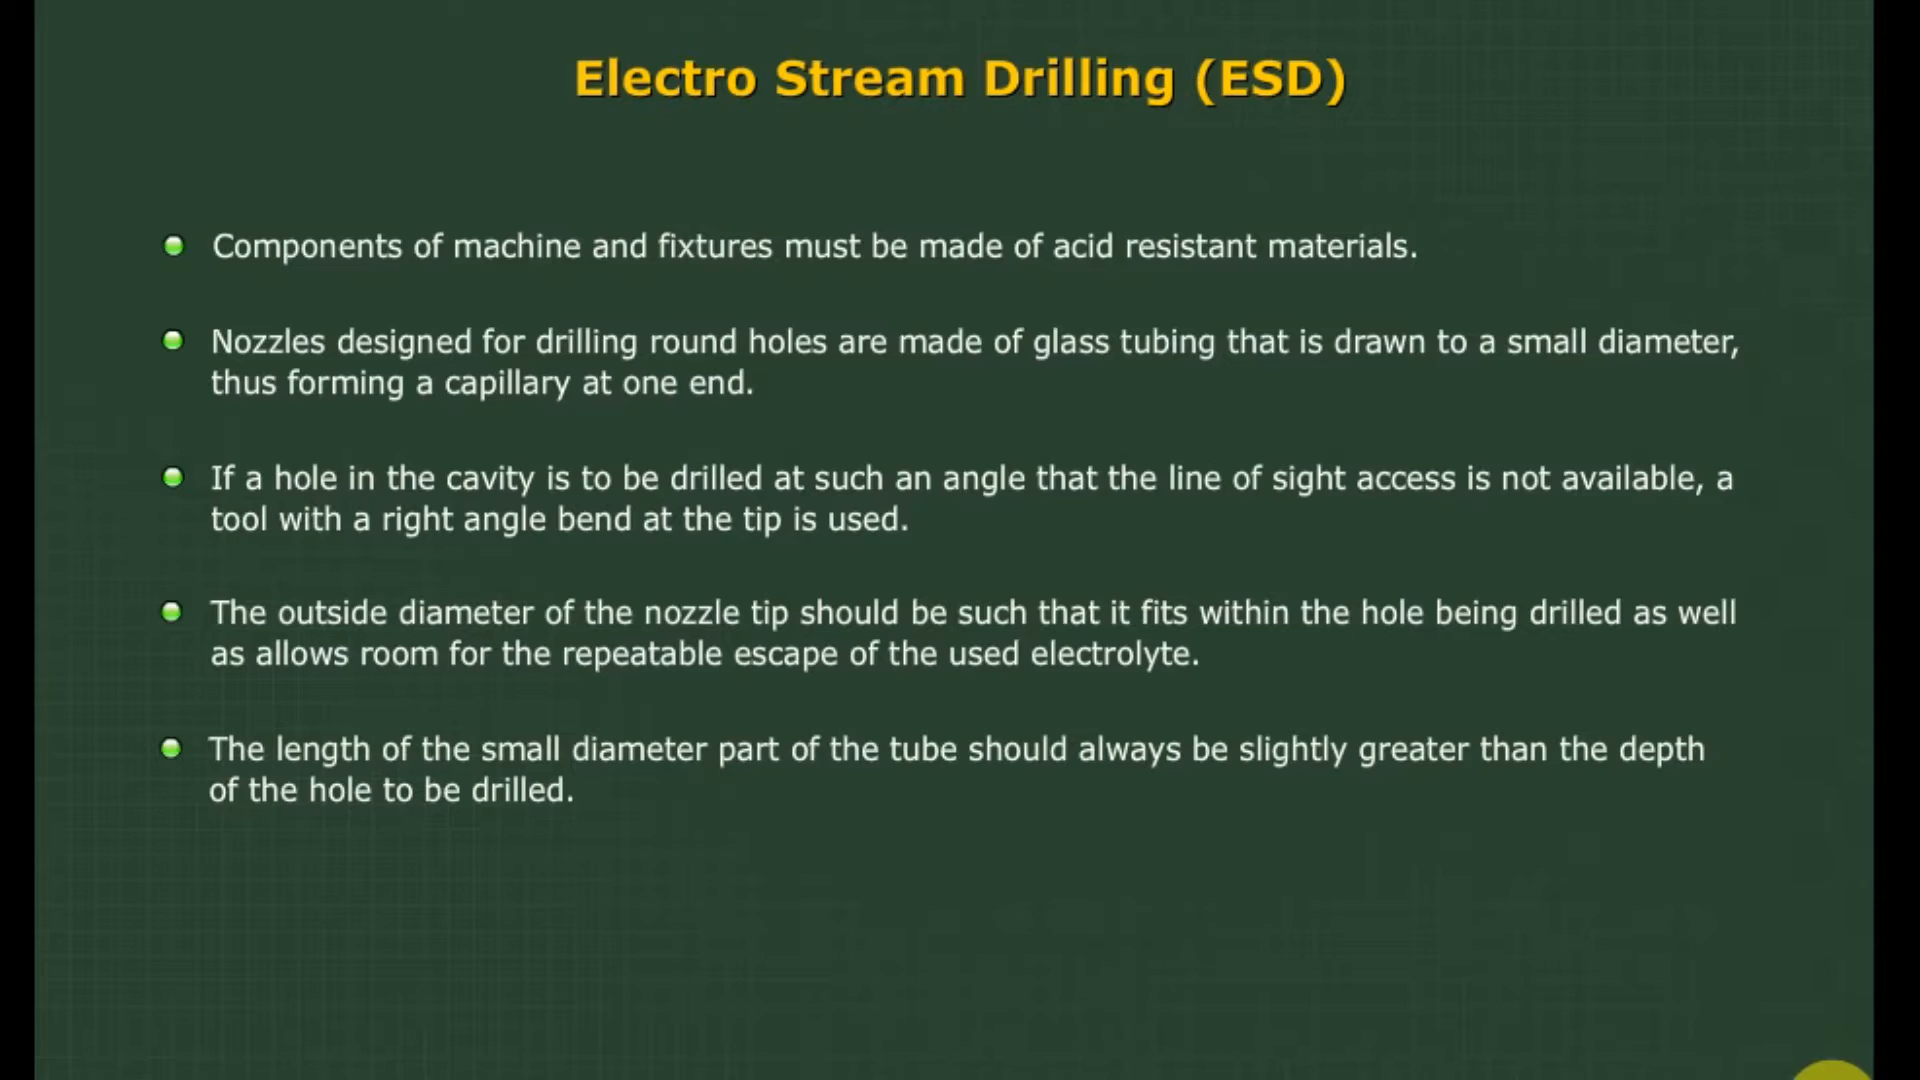 Electro Stream Drilling (ESD)
Components of machine and fixtures must be made of acid resistant materials.
Nozzles designed for drilling round holes are made of glass tubing that is drawn to a small diameter,
thus forming a capillary at one end.
If a hole in the cavity is to be drilled at such an angle that the line of sight access is not available, a
tool with a right angle bend at the tip is used.
The outside diameter of the nozzle tip should be such that it fits within the hole being drilled as well
as allows room for the repeatable escape of the used electrolyte.
The length of the small diameter part of the tube should always be slightly greater than the depth
of the hole to be drilled.